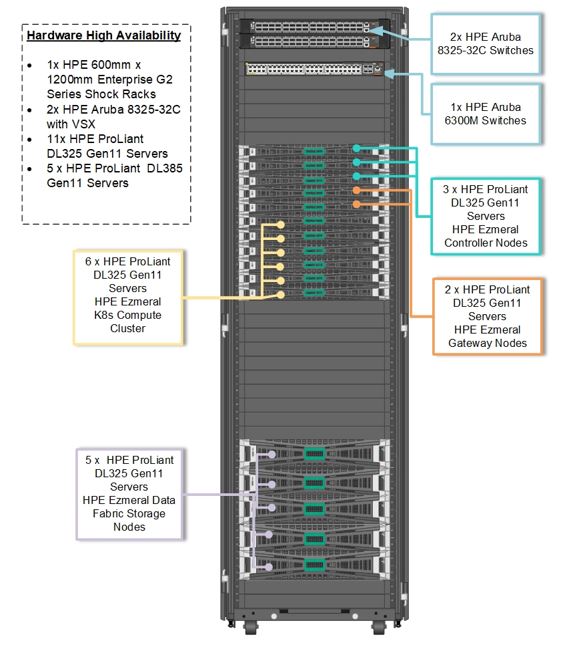 Hardware High Availability
• 1x HPE 600mm x
1200mm Enterprise G2
Series Shock Racks
• 2x HPE Aruba 8325-32C
with VSX
• 11x HPE ProLiant
DL325 Gen11 Servers
• 5 x HPE ProLiant DL385
Gen11 Servers
2x HPE Aruba
8325-32C Switches
1x HPE Aruba
6300M Switches
3 x HPE ProLiant
DL325 Gen11
Servers
HPE Ezmeral
Controller Nodes
6 x HPE ProLiant
DL325 Gen11
Servers
HPE Ezmeral
K8s Compute
Cluster
2 x HPE ProLiant
DL325 Gen11
Servers
HPE Ezmeral
Gateway Nodes
5 x HPE ProLiant
DL325 Gen11
Servers
HPE Ezmeral Data
Fabric Storage
Nodes